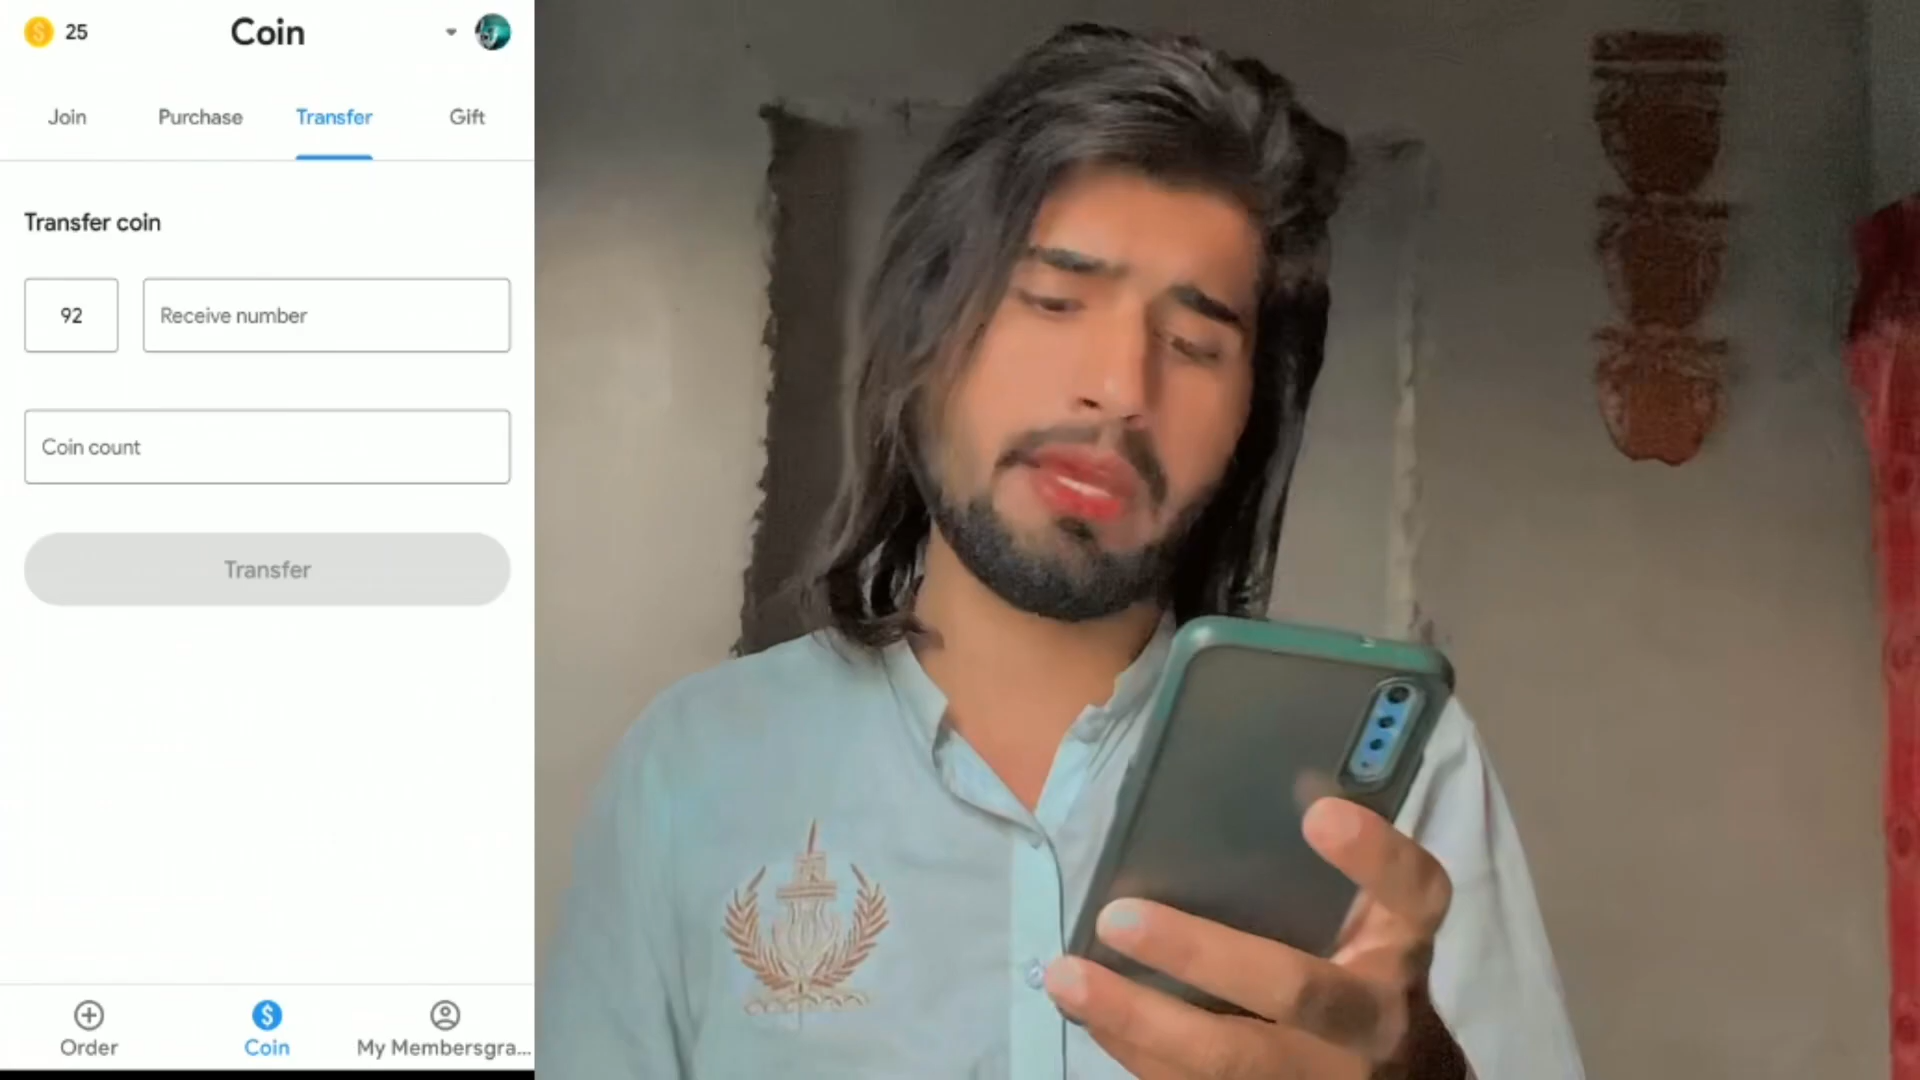 25
Coin
Join
Purchase
Transfer
Gift
Transfer coin
92
Receive number
Coin count
Transfer
Order
Coin
My Membersgra...